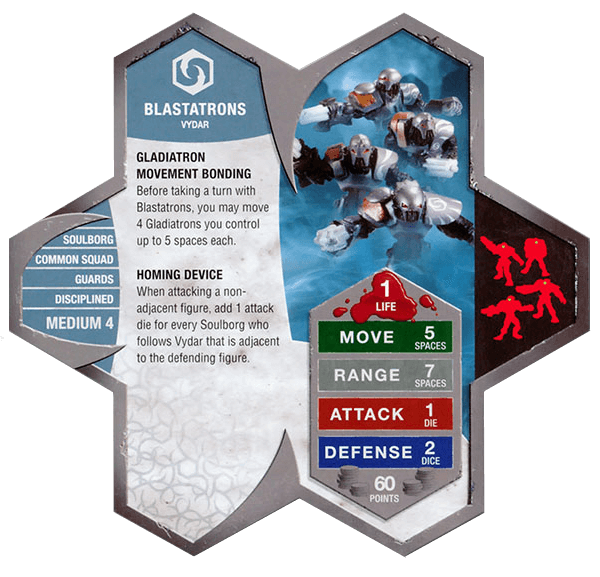 BLASTATRONS
VYDAR
GLADIATRON
MOVEMENT BONDING
Before taking a turn with
Blastatrons, you may move
4 Gladiatrons you control
up to 5 spaces each.
HOMING DEVICE
When attacking a non-
adjacent figure, add 1 attack
die for every Soulborg who
follows Vydar that is adjacent
to the defending figure.
SOULBORG
COMMON SQUAD
GUARDS
DISCIPLINED
MEDIUM 4
1
LIFE
MOVE 5
SPACES
RANGE 7
SPACES
ATTACK 1
DIE
DEFENSE 2
DICE
60
POINTS